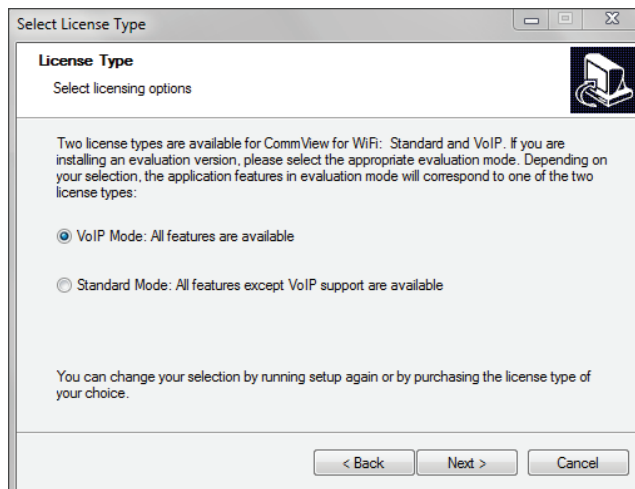 Select License Type
License Type
Select licensing options
Two license types are available for CommView for WiFi:  Standard and VoIP. If you are
installing an evaluation version, please select the appropriate evaluation mode. Depending on
your selection, the application features in evaluation mode will correspond to one of the two
license types:
VoIP Mode: All features are available
Standard Mode: All features except VoIP support are available
You can change your selection by running setup again or by purchasing the license type of
your choice.
< Back
Next >
Cancel